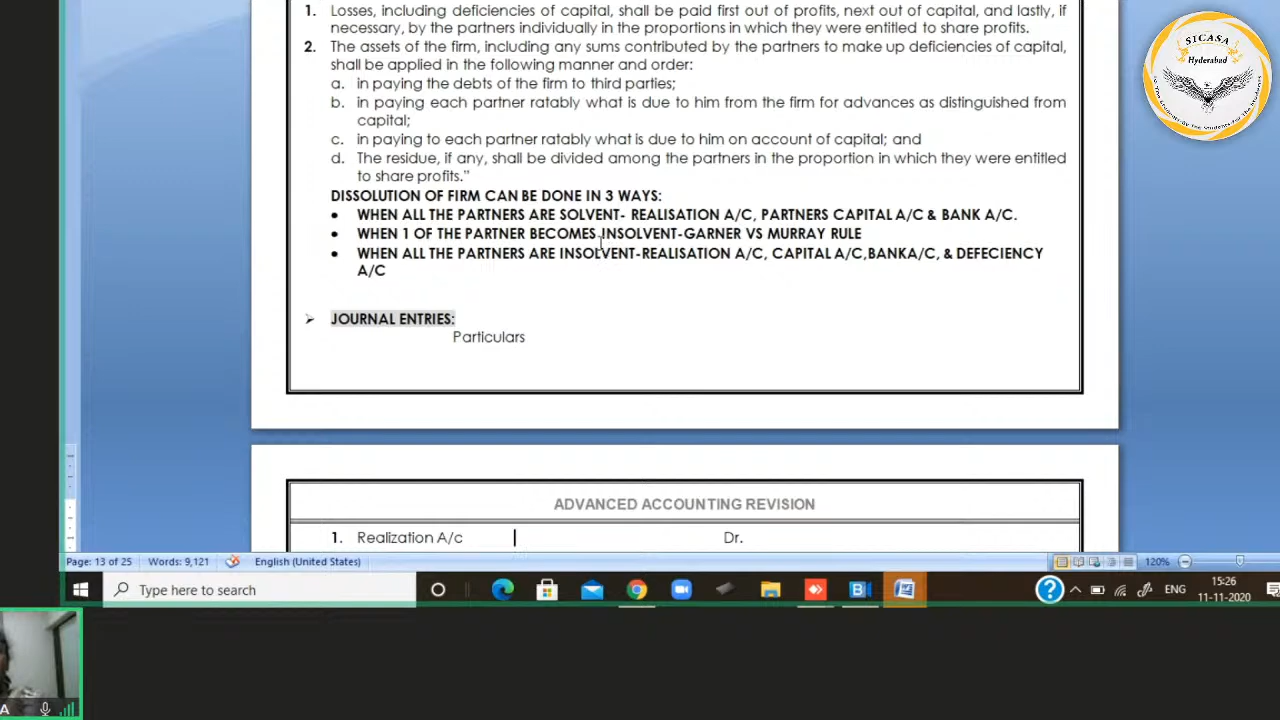 1. Losses, including deficiencies of capital, shall be paid first out of profits, next out of capital, and lastly, if
necessary, by the partners individually in the proportions in which they were entitled to share profits.
2. The assets of the firm, including any sums contributed by the partners to make up deficiencies of capital,
shall be applied in the following manner and order:
a. in paying the debts of the firm to third parties;
b. in paying each partner ratably what is due to him from the firm for advances as distinguished from
capital;
c. in paying to each partner ratably what is due to him on account of capital; and
d. The residue, if any, shall be divided among the partners in the proportion in which they were entitled
to share profits.”
DISSOLUTION OF FIRM CAN BE DONE IN 3 WAYS:
• WHEN ALL THE PARTNERS ARE SOLVENT- REALISATION A/C, PARTNERS CAPITAL A/C & BANK A/C.
• WHEN 1 OF THE PARTNER BECOMES INSOLVENT-GARNER VS MURRAY RULE
• WHEN ALL THE PARTNERS ARE INSOLVENT-REALISATION A/C, CAPITAL A/C,BANKA/C, & DEFECIENCY
A/C
➢ JOURNAL ENTRIES:
Particulars
ADVANCED ACCOUNTING REVISION
1. Realization A/c Dr.
Page: 13 of 25 Words: 9,121 English (United States) 120%
Type here to search
ENG
15:26
11-11-2020
A
SICASA
Hyderabad